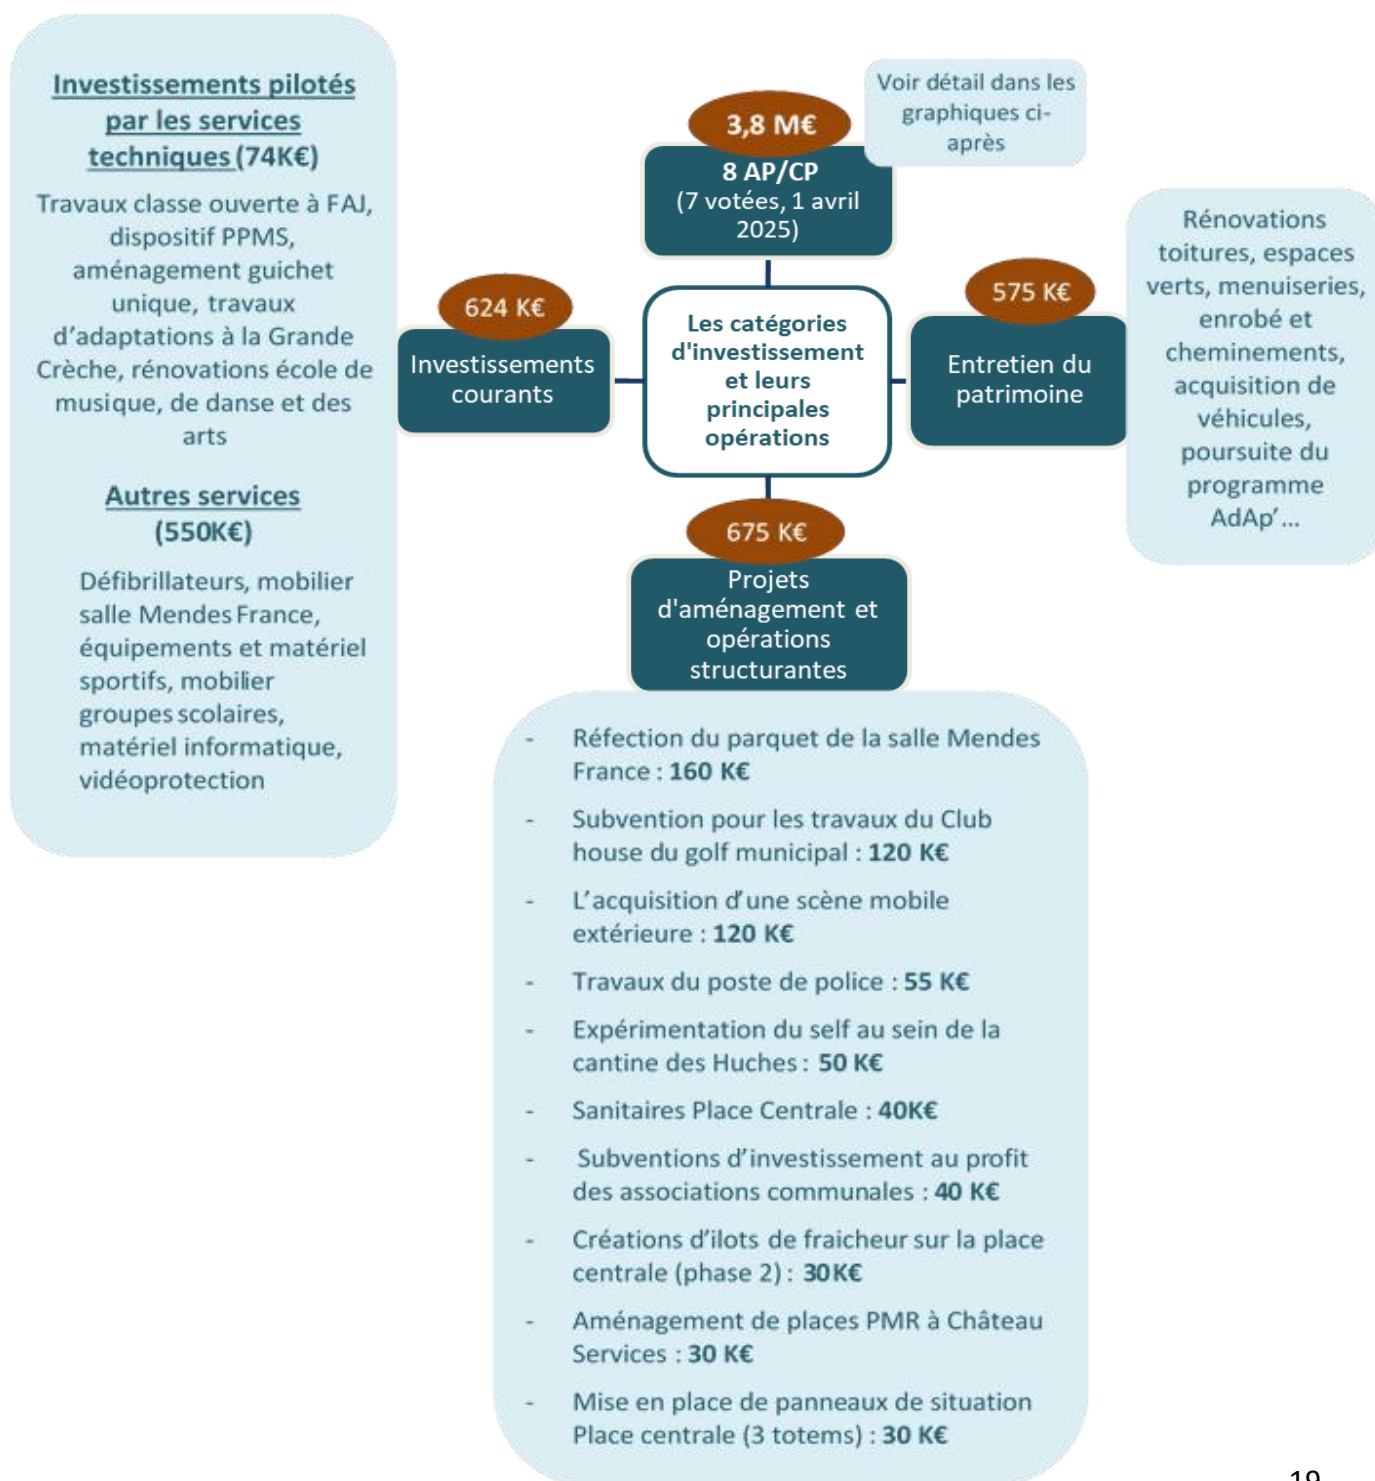 Investissements pilotés
par les services
techniques (74K€)
Travaux classe ouverte à FAJ,
dispositif PPMS,
aménagement guichet
unique, travaux
d'adaptations à la Grande
Crèche, rénovations école de
musique, de danse et des
arts
Autres services
(550K€)
Défibrillateurs, mobilier
salle Mendes France,
équipements et matériel
sportifs, mobilier
groupes scolaires,
matériel informatique,
vidéoprotection
3,8 M€
8 AP/CP
(7 votées, 1 avril
2025)
Voir détail dans les
graphiques ci-
après
624 K€
Investissements
courants
Les catégories
d'investissement
et leurs
principales
opérations
575 K€
Entretien du
patrimoine
Rénovations
toitures, espaces
verts, menuiseries,
enrobé et
cheminements,
acquisition de
véhicules,
poursuite du
programme
AdAp'…
675 K€
Projets
d'aménagement et
opérations
structurantes
- Réfection du parquet de la salle Mendes
France : 160 K€
- Subvention pour les travaux du Club
house du golf municipal : 120 K€
- L'acquisition d'une scène mobile
extérieure : 120 K€
- Travaux du poste de police : 55 K€
- Expérimentation du self au sein de la
cantine des Huches : 50 K€
- Sanitaires Place Centrale : 40K€
- Subventions d'investissement au profit
des associations communales : 40 K€
- Créations d'ilots de fraicheur sur la place
centrale (phase 2) : 30K€
- Aménagement de places PMR à Château
Services : 30 K€
- Mise en place de panneaux de situation
Place centrale (3 totems) : 30 K€
19